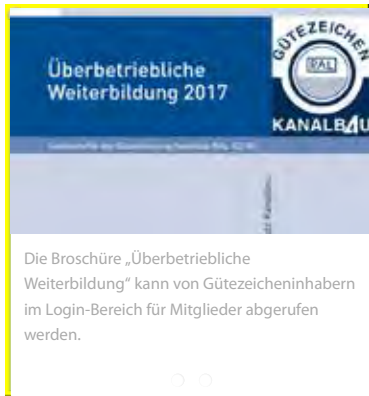 GÜTEZEICHEN
RAL
KANALBAU
Überbetriebliche
Weiterbildung 2017
Die Broschüre „Überbetriebliche
Weiterbildung“ kann von Gütezeicheninhabern
im Login-Bereich für Mitglieder abgerufen
werden.